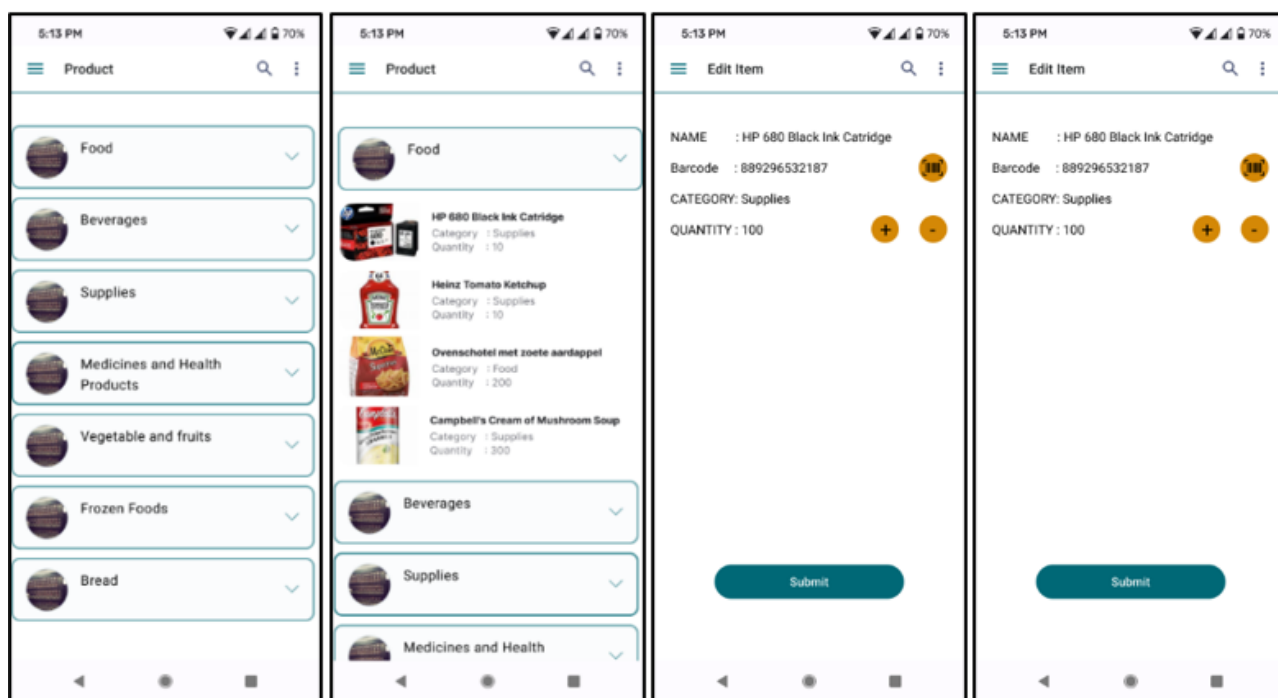 5:13 PM
70%
Product
Food
Beverages
Supplies
Medicines and Health
Products
Vegetable and fruits
Frozen Foods
Bread
5:13 PM
70%
Product
Food
HP 680 Black Ink Catridge
Category : Supplies
Quantity : 10
Heinz Tomato Ketchup
Category : Supplies
Quantity : 10
Ovenschotel met zoete aardappel
Category : Food
Quantity : 200
Campbell's Cream of Mushroom Soup
Category : Supplies
Quantity : 300
Beverages
Supplies
Medicines and Health
5:13 PM
70%
Edit Item
NAME : HP 680 Black Ink Catridge
Barcode : 889296532187
CATEGORY: Supplies
QUANTITY : 100
+ -
Submit
5:13 PM
70%
Edit Item
NAME : HP 680 Black Ink Catridge
Barcode : 889296532187
CATEGORY: Supplies
QUANTITY : 100
+ -
Submit